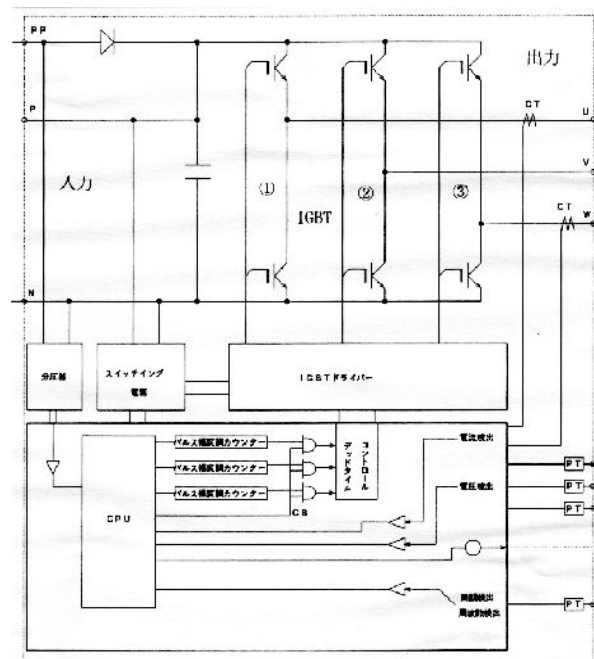 PP
出力
CT
P
U
入力
V
①
②
③
CT
IGBT
W
N
分圧器
スイッチイング
電源
IGBTドライバー
パルス幅変調カウンター
電流検出
パルス幅変調カウンター
コントロール
デッドタイム
PT
パルス幅変調カウンター
電圧検出
PT
CPU
CB
PT
同期検出
周波数検出
PT